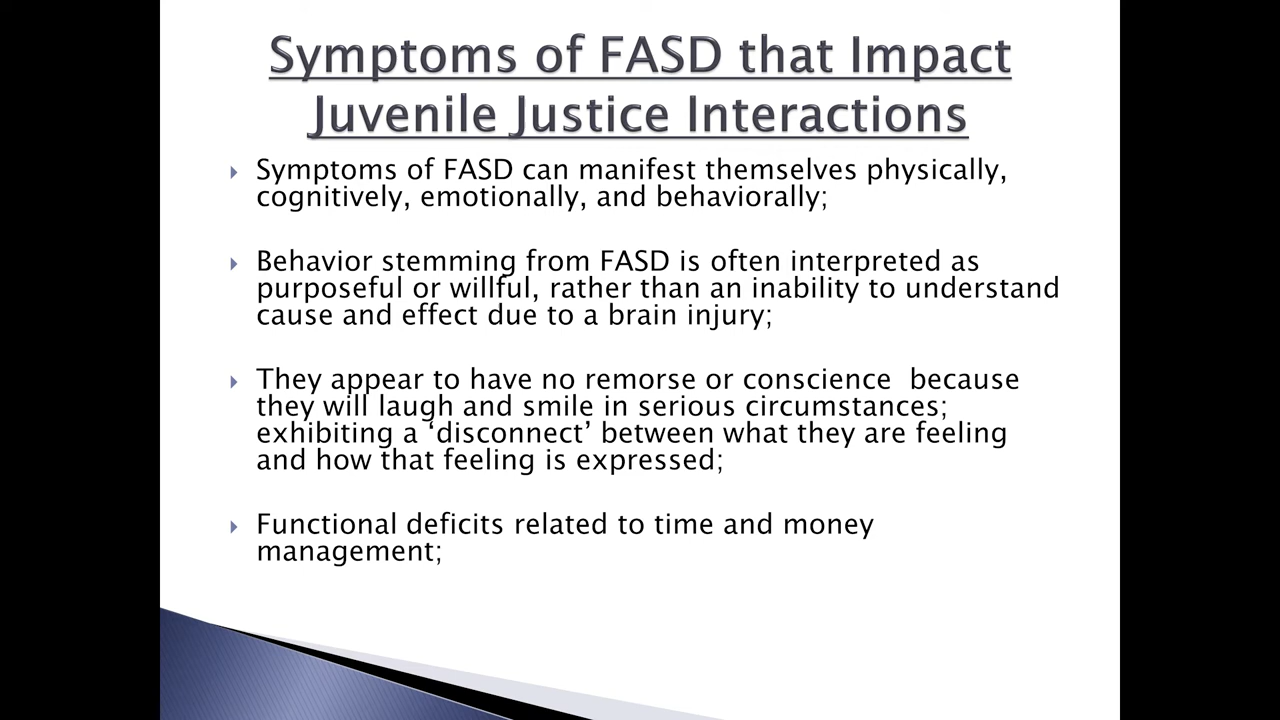 Symptoms of FASD that Impact
Juvenile Justice Interactions
Symptoms of FASD can manifest themselves physically,
cognitively, emotionally, and behaviorally;
Behavior stemming from FASD is often interpreted as
purposeful or willful, rather than an inability to understand
cause and effect due to a brain injury;
They appear to have no remorse or conscience  because
they will laugh and smile in serious circumstances;
exhibiting a ‘disconnect’ between what they are feeling
and how that feeling is expressed;
Functional deficits related to time and money
management;